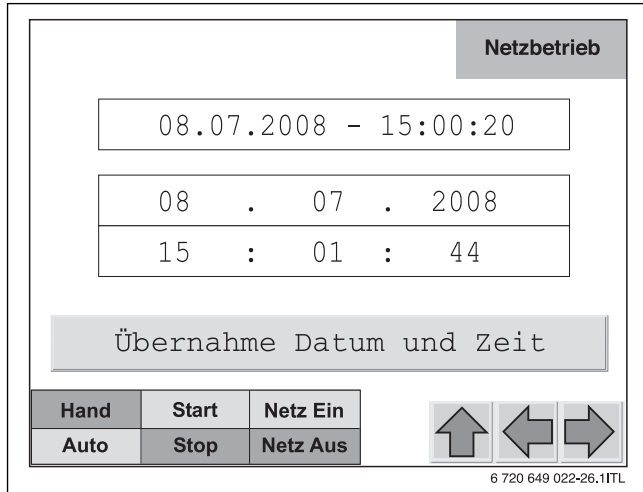 Netzbetrieb
08.07.2008 - 15:00:20
08 . 07 . 2008
15 : 01 : 44
Übernahme Datum und Zeit
Hand Start Netz Ein
Auto Stop Netz Aus
6 720 649 022-26.1ITL